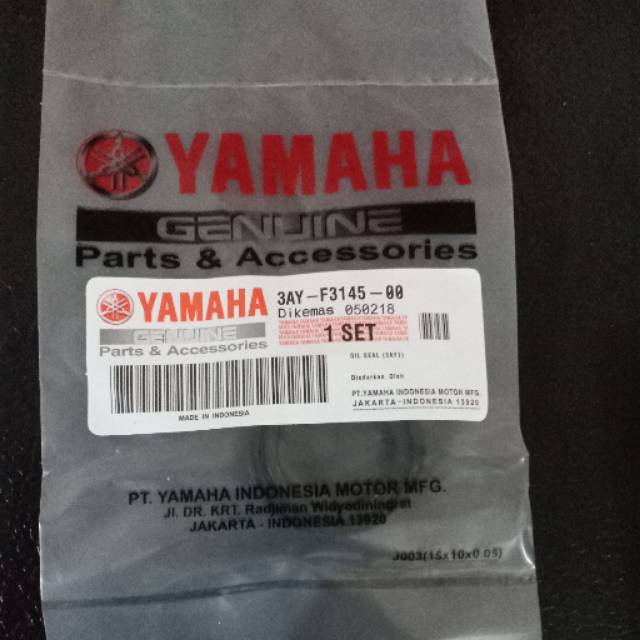 YAMAHA
GENUINE
Parts & Accessories
YAMAHA
GENUINE
Parts & Accessories
MADE IN INDONESIA
3AY-F3145-00
Dikemas 050218
1 SET
OIL SEAL (3AY1)
Diedarkan Oleh
PT.YAMAHA INDONESIA MOTOR MFG.
JAKARTA-INDONESIA 13920
PT. YAMAHA INDONESIA MOTOR MFG.
Jl. DR. KRT. Radjiman Widyodiningrat
JAKARTA - INDONESIA 13920
J003(15x10x0.05)